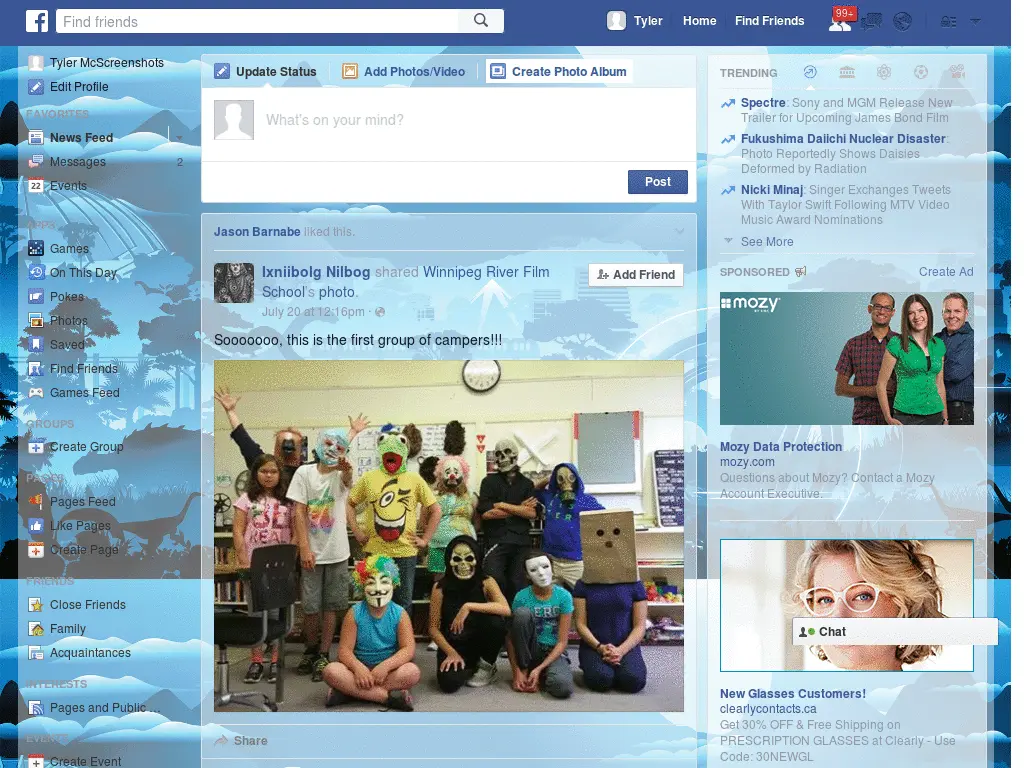 Find friends
Tyler
Home
Find Friends
99+
Tyler McScreenshots
Edit Profile
FAVORITES
News Feed
Messages 2
22 Events
APPS
Games
On This Day
Pokes
Photos
Saved
Find Friends
Games Feed
GROUPS
Create Group
PAGES
Pages Feed
Like Pages
Create Page
FRIENDS
Close Friends
Family
Acquaintances
INTERESTS
Pages and Public ...
EVENTS
Create Event
Update Status
Add Photos/Video
Create Photo Album
What's on your mind?
Post
Jason Barnabe liked this.
Ixniibolg Nilbog shared Winnipeg River Film
School's photo.
July 20 at 12:16pm ·
Add Friend
Sooooooo, this is the first group of campers!!!
Share
TRENDING
Spectre: Sony and MGM Release New
Trailer for Upcoming James Bond Film
Fukushima Daiichi Nuclear Disaster:
Photo Reportedly Shows Daisies
Deformed by Radiation
Nicki Minaj: Singer Exchanges Tweets
With Taylor Swift Following MTV Video
Music Award Nominations
See More
SPONSORED
Create Ad
mozy
Mozy Data Protection
mozy.com
Questions about Mozy? Contact a Mozy
Account Executive.
Chat
New Glasses Customers!
clearlycontacts.ca
Get 30% OFF & Free Shipping on
PRESCRIPTION GLASSES at Clearly - Use
Code: 30NEWGL